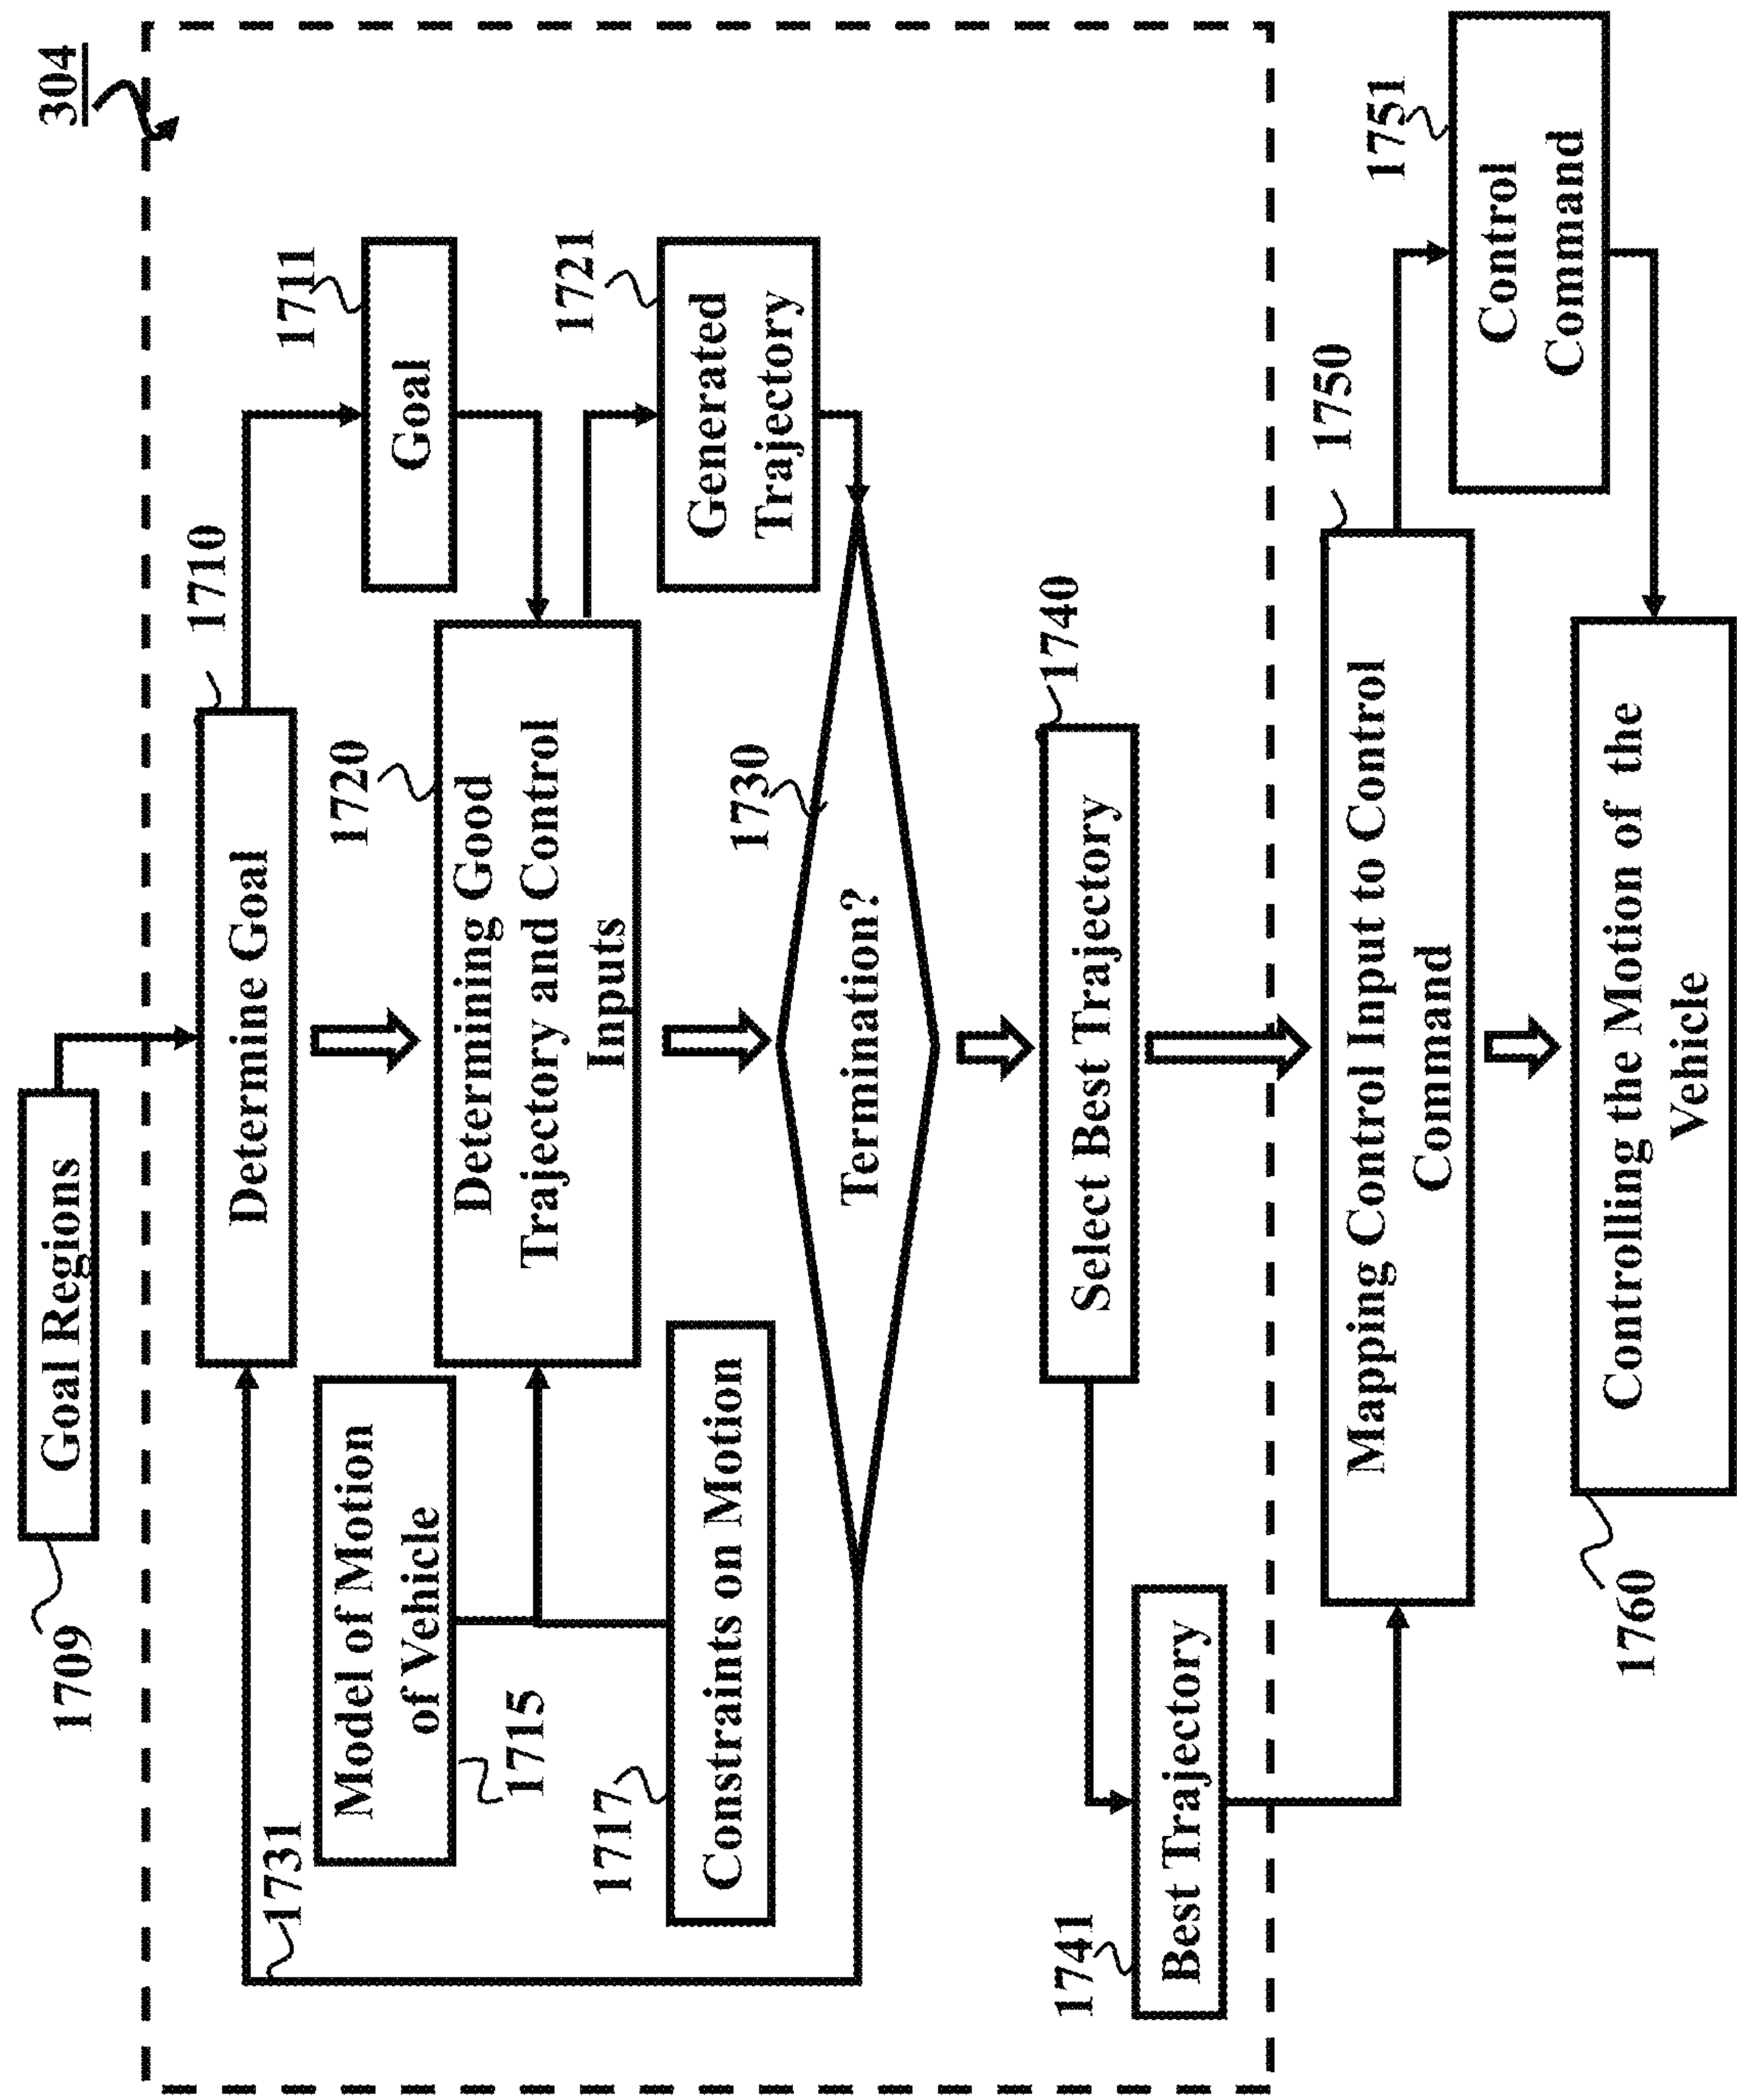 304
Goal Regions
1709
1710
Determine Goal
1711
Goal
1731
Model of Motion
of Vehicle
1715
1720
Determining Good
Trajectory and Control
Inputs
1721
Generated
Trajectory
1717
Constraints on Motion
1730
Termination?
1740
Select Best Trajectory
1741
Best Trajectory
1750
Mapping Control Input to Control
Command
1751
Control
Command
1760
Controlling the Motion of the
Vehicle